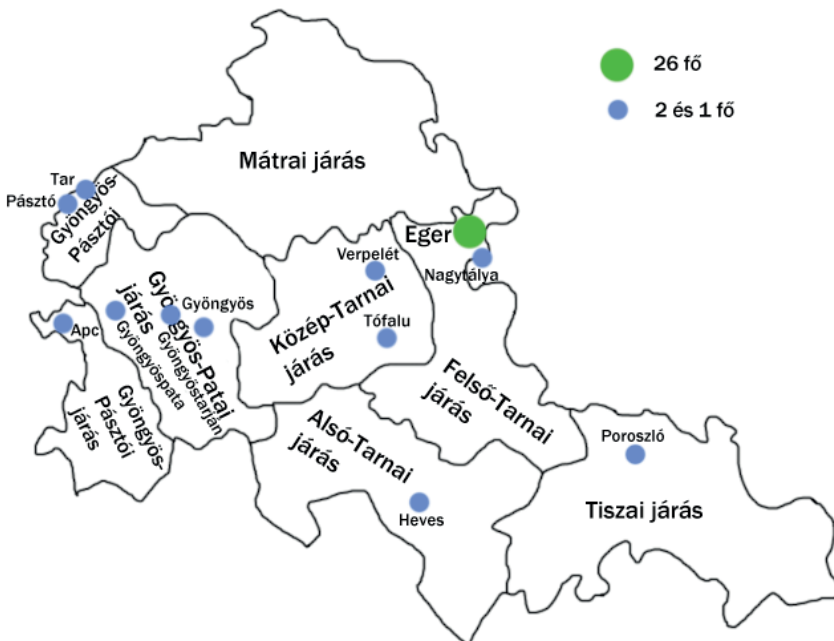 26 fő
2 és 1 fő
Mátrai járás
Tar
Pásztó
Gyöngyös-
Pásztói
Eger
Nagytálya
Verpelét
Közép-Tarnai
járás
Tófalu
Gyöngyös-Patai
járás
Gyöngyös
Gyöngyöstarján
Gyöngyöspata
Apc
Gyöngyös-
Pásztói
járás
Felső-Tarnai
járás
Alsó-Tarnai
járás
Heves
Poroszló
Tiszai járás